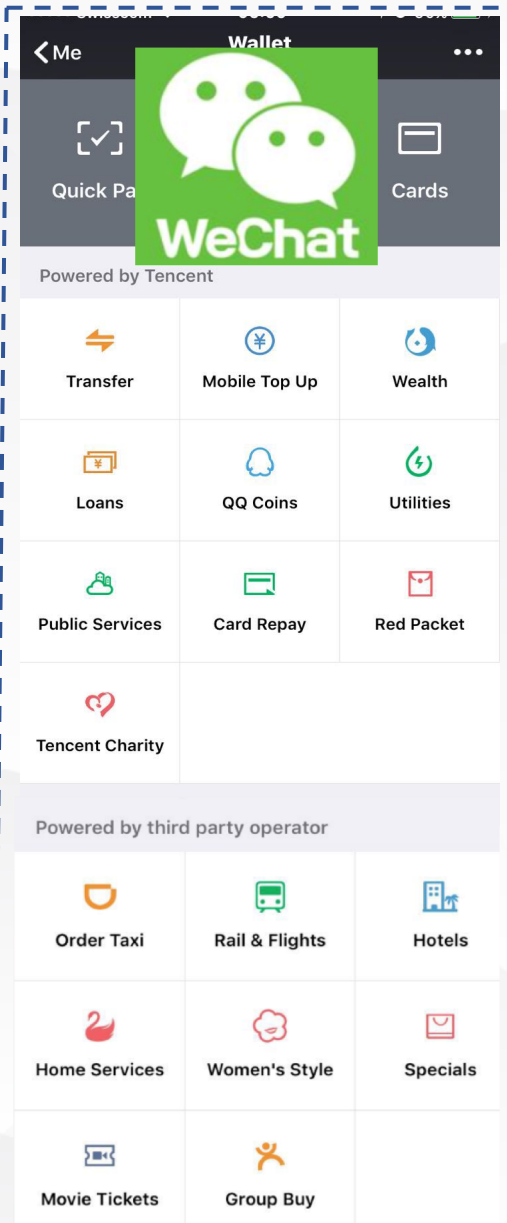 Me
Wallet
Quick Pa
Cards
WeChat
Powered by Tencent
Transfer
Mobile Top Up
Wealth
¥
Loans
QQ Coins
Utilities
Public Services
Card Repay
Red Packet
Tencent Charity
Powered by third party operator
Order Taxi
Rail & Flights
Hotels
Home Services
Women's Style
Specials
Movie Tickets
Group Buy